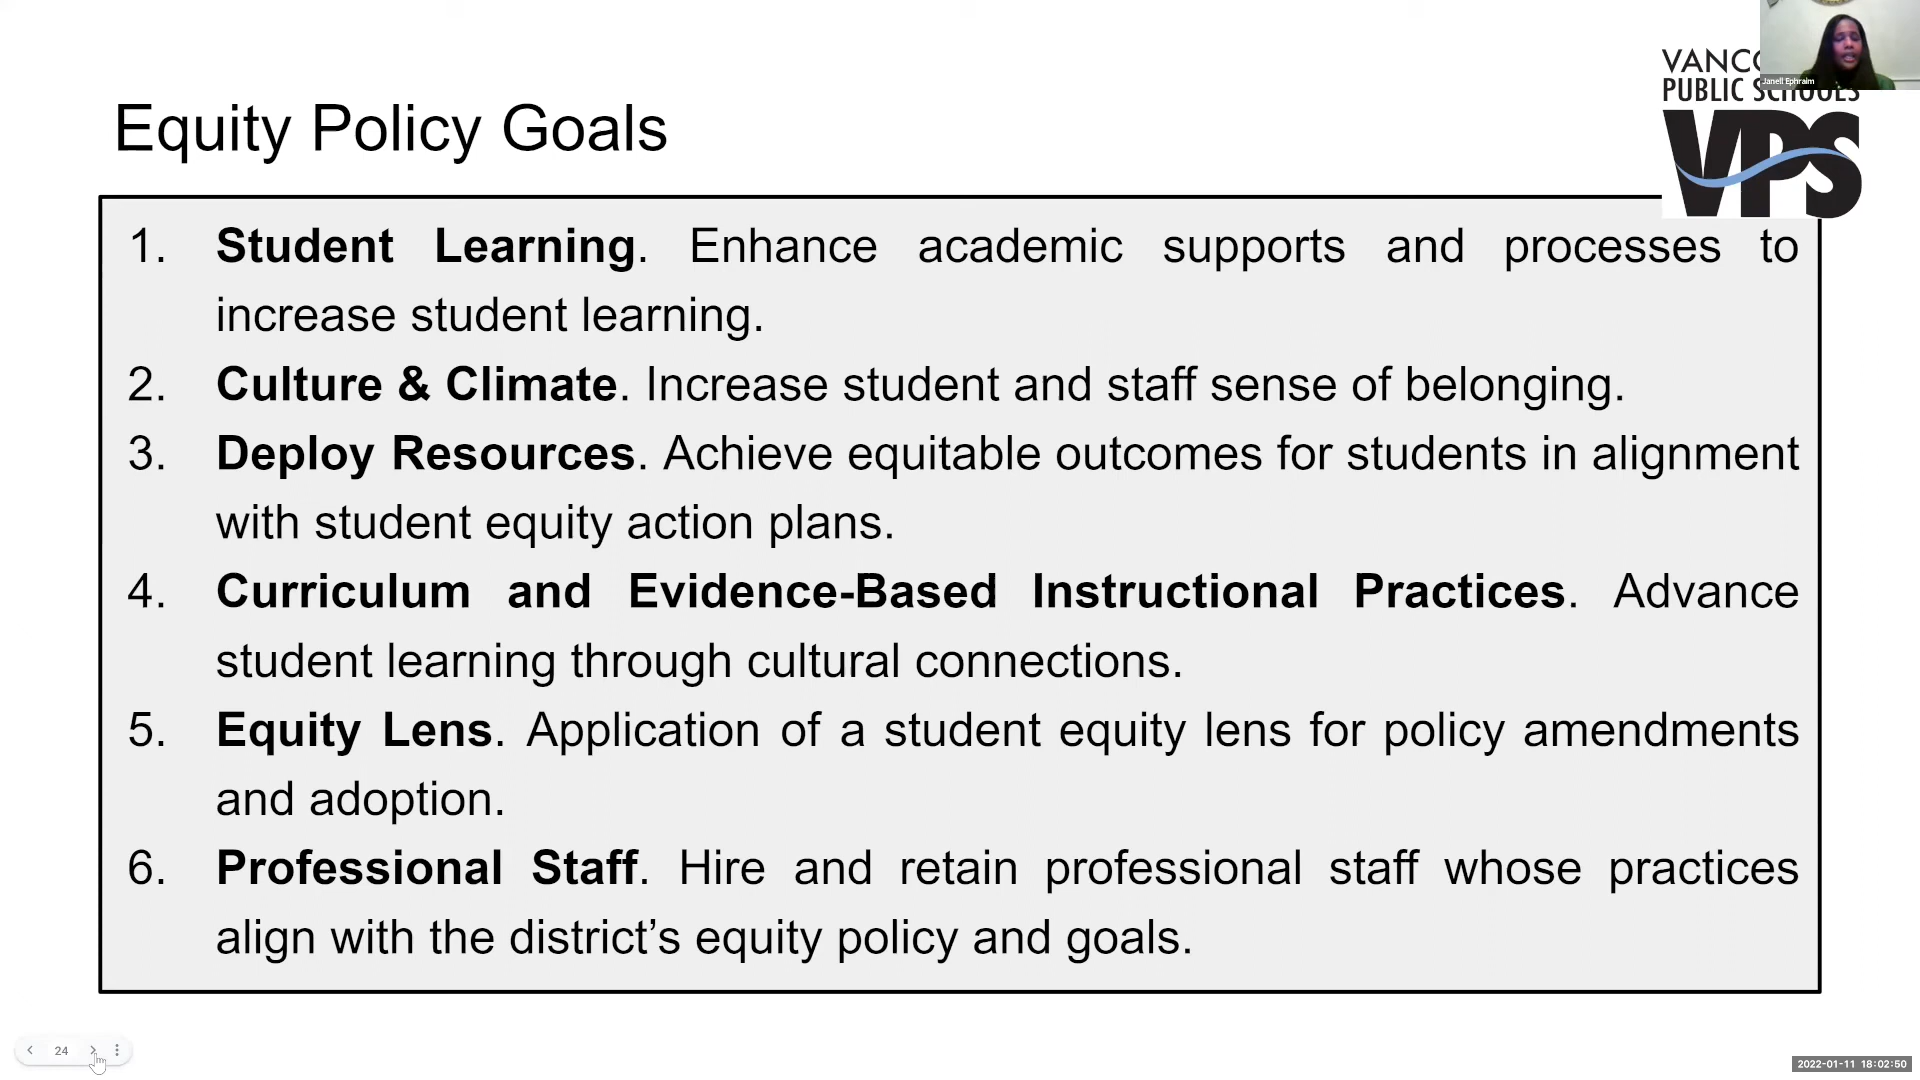 Janell Ephraim
PUBLIC SCHOOLS
VPS
Equity Policy Goals
1. Student Learning. Enhance academic supports and processes to
increase student learning.
2. Culture & Climate. Increase student and staff sense of belonging.
3. Deploy Resources. Achieve equitable outcomes for students in alignment
with student equity action plans.
4. Curriculum and Evidence-Based Instructional Practices. Advance
student learning through cultural connections.
5. Equity Lens. Application of a student equity lens for policy amendments
and adoption.
6. Professional Staff. Hire and retain professional staff whose practices
align with the district’s equity policy and goals.
24
2022-01-11 18:02:50